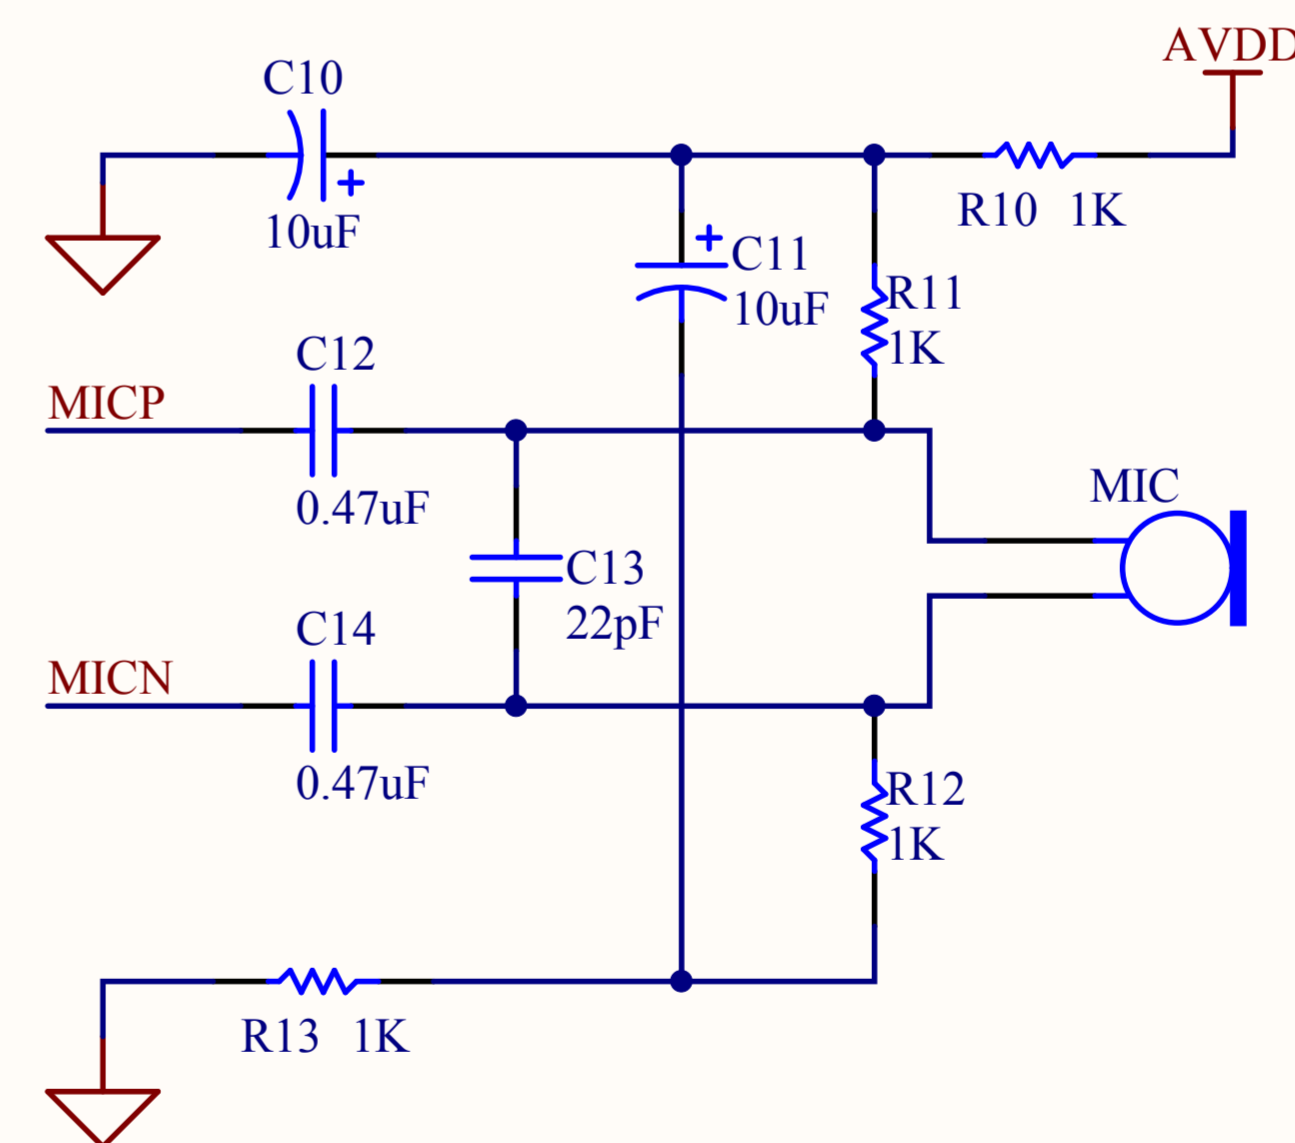 AVDD
C10
10uF
R10 1K
C11
10uF
R11
1K
C12
MICP
0.47uF
MIC
C13
22pF
C14
MICN
0.47uF
R12
1K
R13 1K